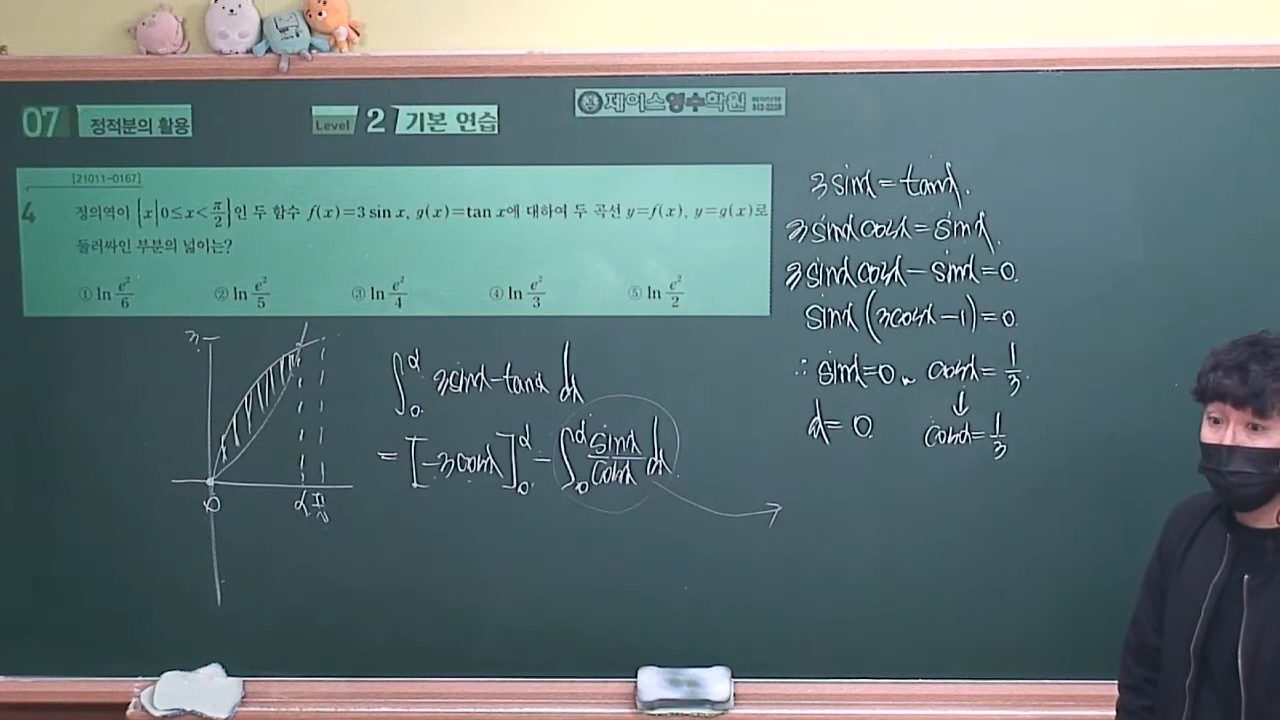 07 정적분의 활용
Level 2 기본 연습
제이스영수학원
[21011-0167]
4 정의역이 {x|0≤x<π/2}인 두 함수 f(x)=3 sin x, g(x)=tan x에 대하여 두 곡선 y=f(x), y=g(x)로
둘러싸인 부분의 넓이는?
① ln e²/6 ② ln e²/5 ③ ln e²/4 ④ ln e²/3 ⑤ ln e²/2
3
0 α π/2
∫₀^α 3sinx-tanx dx
= [-3cosx]₀^α - ∫₀^α sinx/cosx dx
3sinx=tanx.
3sinxcosx=sinx.
3sinxcosx-sinx=0.
sinx(3cosx-1)=0.
∴ sinx=0, cosx=1/3.
x=0. ↓
cosα=1/3